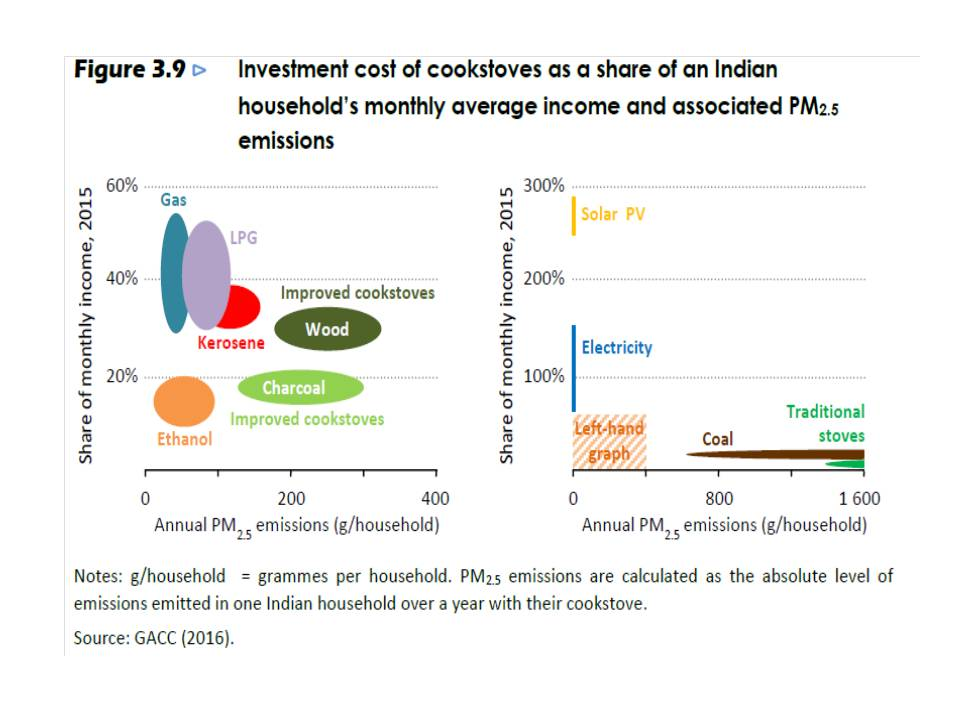 Figure 3.9 ▷ Investment cost of cookstoves as a share of an Indian
household's monthly average income and associated PM2.5
emissions
Share of monthly income, 2015
60%
40%
20%
Gas
LPG
Improved cookstoves
Wood
Kerosene
Charcoal
Improved cookstoves
Ethanol
0 200 400
Annual PM2.5 emissions (g/household)
Share of monthly income, 2015
300%
200%
100%
Solar PV
Electricity
Traditional
stoves
Left-hand
graph
Coal
0 800 1 600
Annual PM2.5 emissions (g/household)
Notes: g/household = grammes per household. PM2.5 emissions are calculated as the absolute level of
emissions emitted in one Indian household over a year with their cookstove.
Source: GACC (2016).